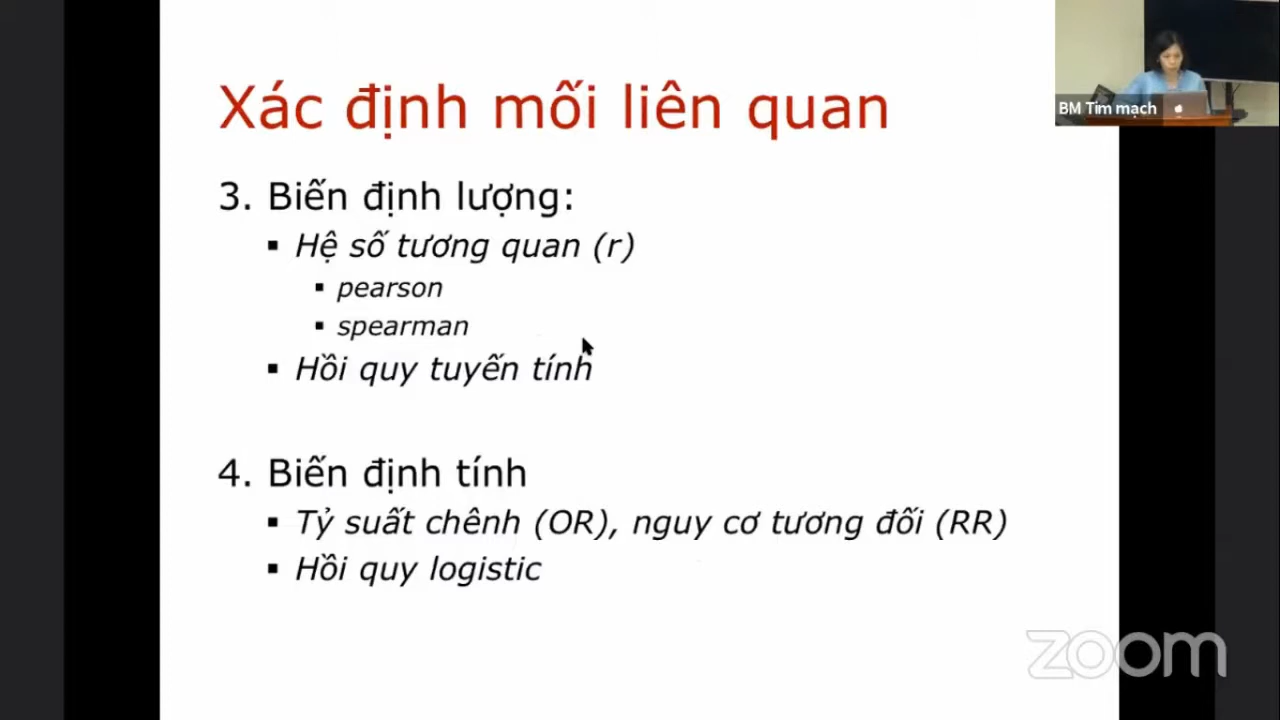 Xác định mối liên quan
BM Tim mạch
3. Biến định lượng:
▪ Hệ số tương quan (r)
▪ pearson
▪ spearman
▪ Hồi quy tuyến tính
4. Biến định tính
▪ Tỷ suất chênh (OR), nguy cơ tương đối (RR)
▪ Hồi quy logistic
zoom